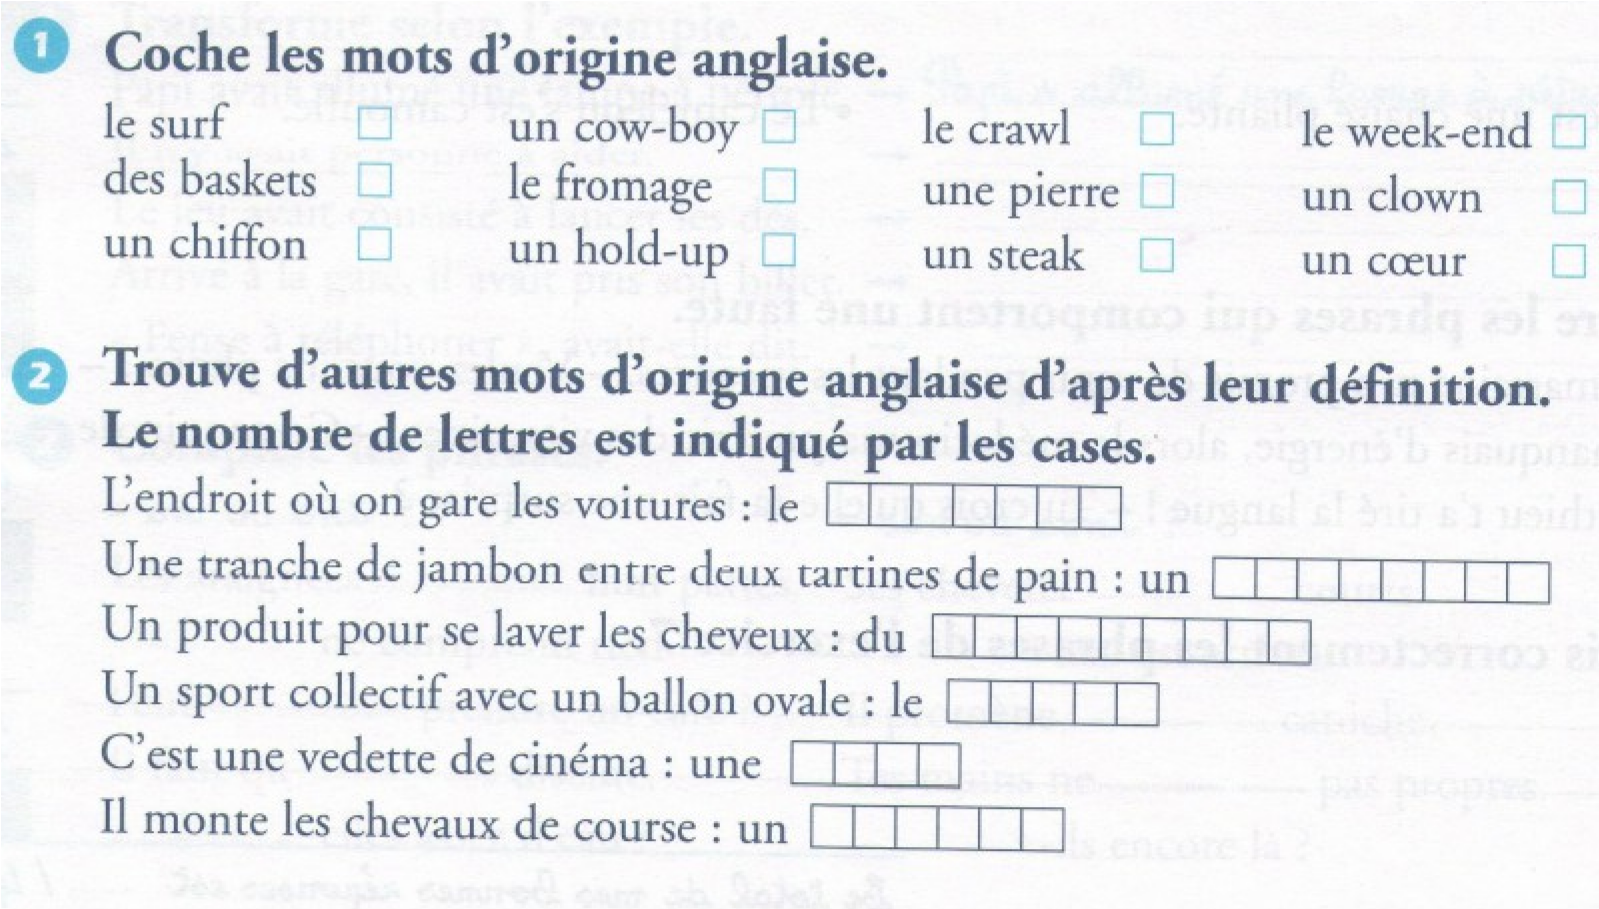 1 Coche les mots d'origine anglaise.
le surf un cow-boy le crawl le week-end
des baskets le fromage une pierre un clown
un chiffon un hold-up un steak un cœur
2 Trouve d'autres mots d'origine anglaise d'après leur définition.
Le nombre de lettres est indiqué par les cases.
L'endroit où on gare les voitures : le
Une tranche de jambon entre deux tartines de pain : un
Un produit pour se laver les cheveux : du
Un sport collectif avec un ballon ovale : le
C'est une vedette de cinéma : une
Il monte les chevaux de course : un